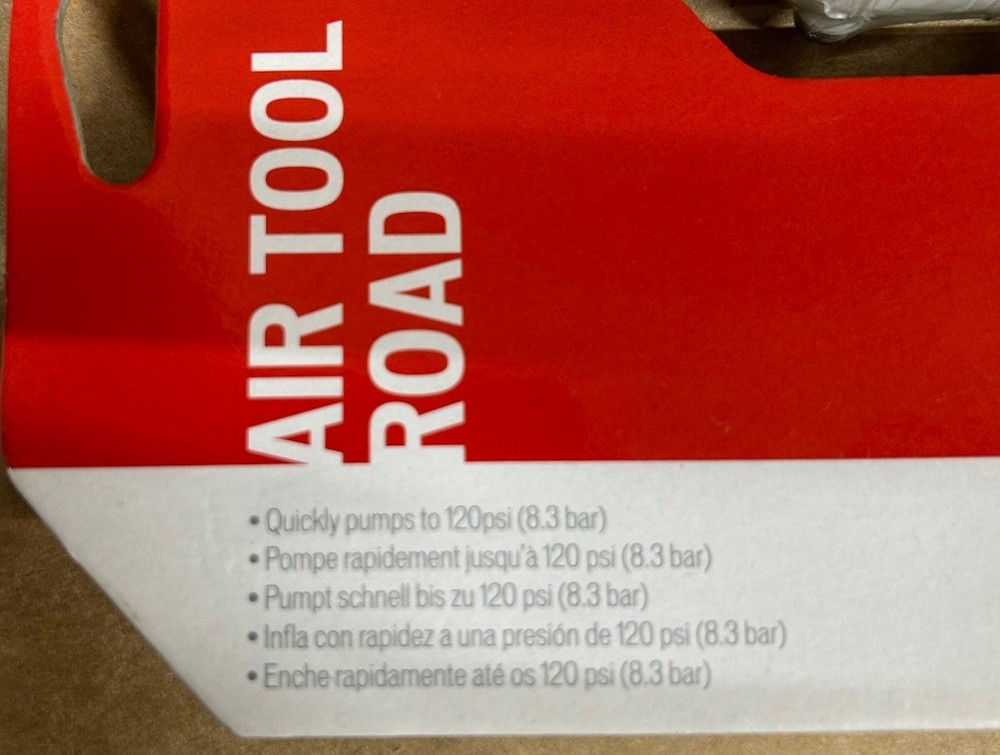 AIR TOOL
ROAD
• Quickly pumps to 120psi (8.3 bar)
• Pompe rapidement jusqu'à 120 psi (8.3 bar)
• Pumpt schnell bis zu 120 psi (8.3 bar)
• Infla con rapidez a una presión de 120 psi (8.3 bar)
• Enche rapidamente até os 120 psi (8.3 bar)